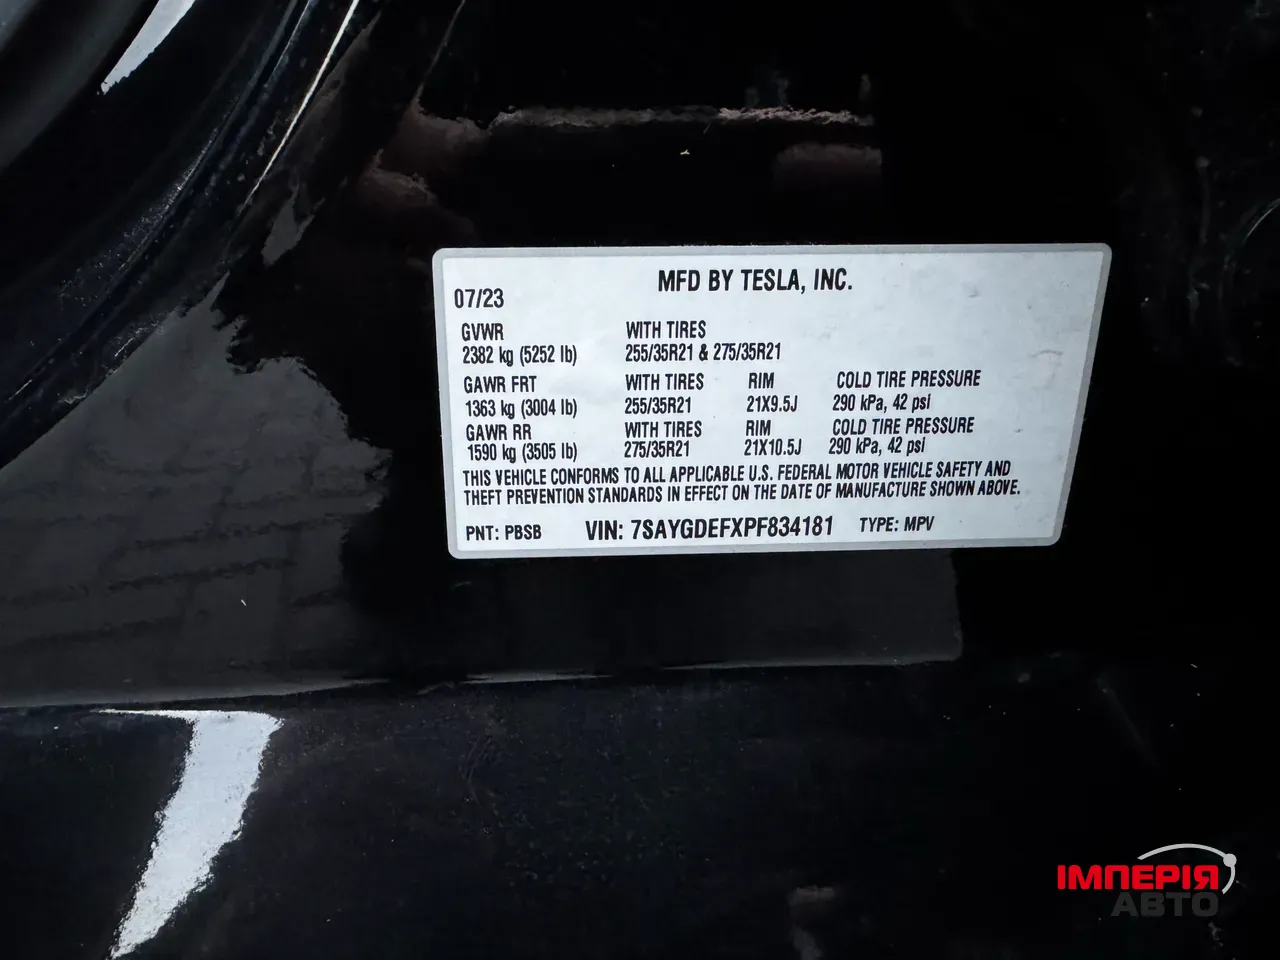 MFD BY TESLA, INC.
07/23
GVWR WITH TIRES
2382 kg (5252 lb) 255/35R21 & 275/35R21
GAWR FRT WITH TIRES RIM COLD TIRE PRESSURE
1363 kg (3004 lb) 255/35R21 21X9.5J 290 kPa, 42 psi
GAWR RR WITH TIRES RIM COLD TIRE PRESSURE
1590 kg (3505 lb) 275/35R21 21X10.5J 290 kPa, 42 psi
THIS VEHICLE CONFORMS TO ALL APPLICABLE U.S. FEDERAL MOTOR VEHICLE SAFETY AND
THEFT PREVENTION STANDARDS IN EFFECT ON THE DATE OF MANUFACTURE SHOWN ABOVE.
PNT: PBSB VIN: 7SAYGDEFXPF834181 TYPE: MPV
ІМПЕРІЯ
АВТО